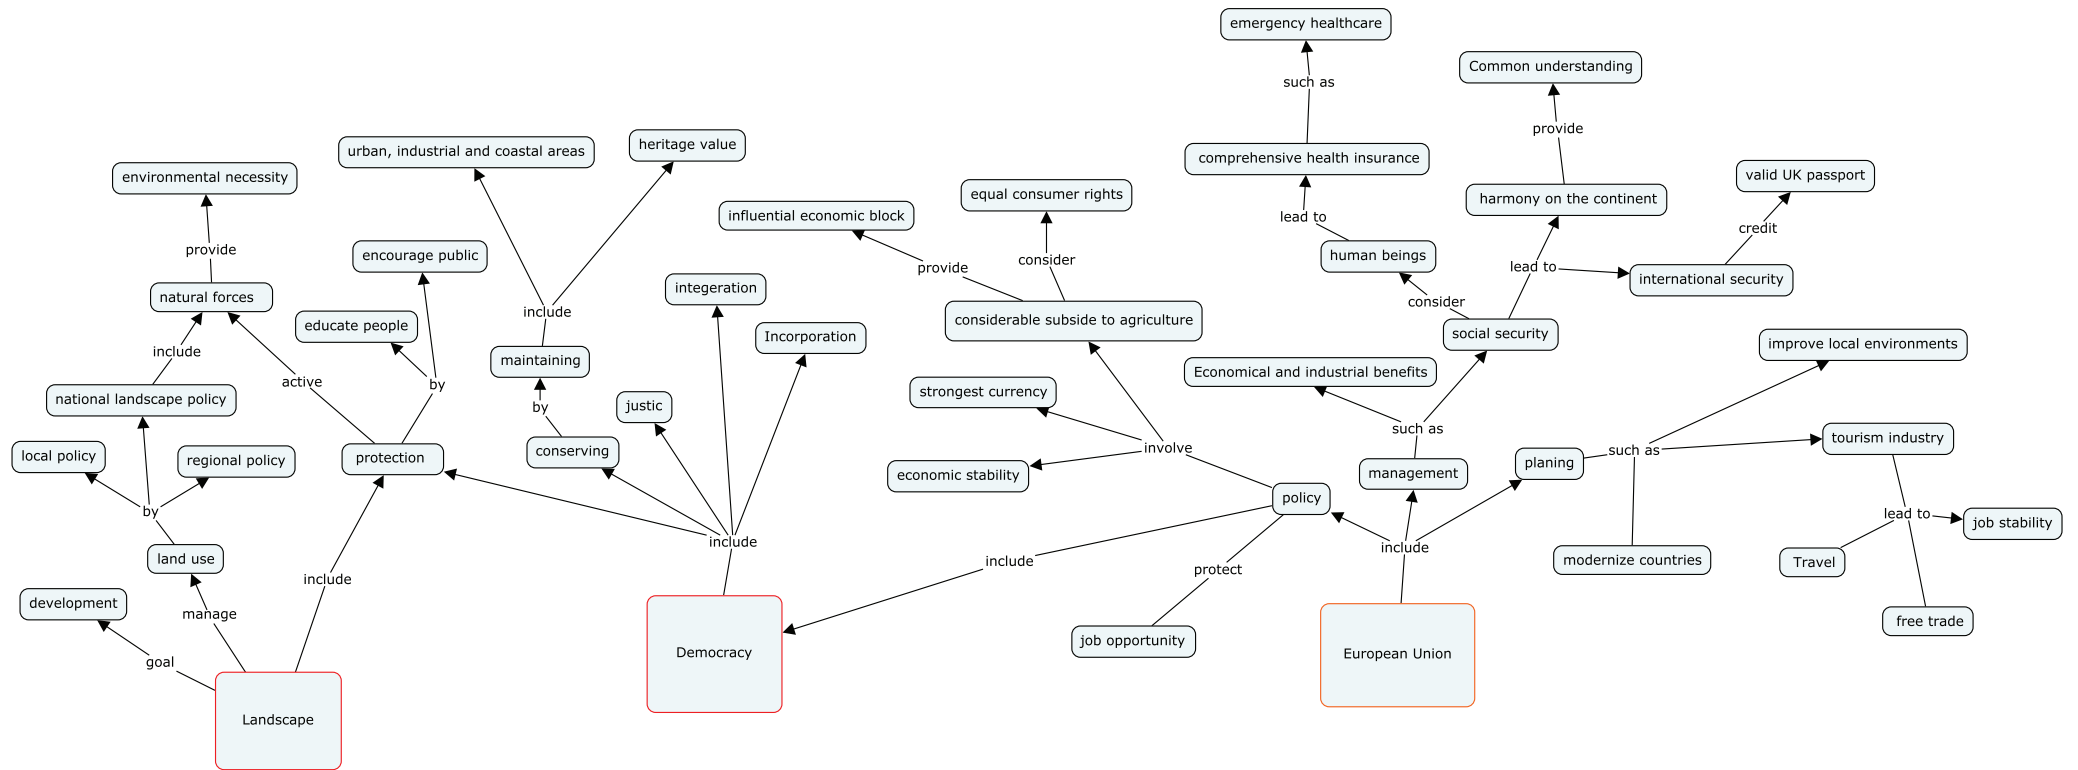 emergency healthcare
Common understanding
such as
provide
urban, industrial and coastal areas
heritage value
comprehensive health insurance
environmental necessity
valid UK passport
equal consumer rights
harmony on the continent
influential economic block
lead to
credit
provide
encourage public
human beings
consider
provide
lead to
international security
integeration
natural forces
consider
include
educate people
considerable subside to agriculture
social security
Incorporation
improve local environments
include
maintaining
Economical and industrial benefits
active
by
strongest currency
national landscape policy
by
justic
such as
tourism industry
involve
such as
conserving
local policy
regional policy
protection
planing
economic stability
management
policy
by
lead to
job stability
include
include
land use
include
modernize countries
Travel
protect
include
development
manage
free trade
job opportunity
Democracy
European Union
goal
Landscape